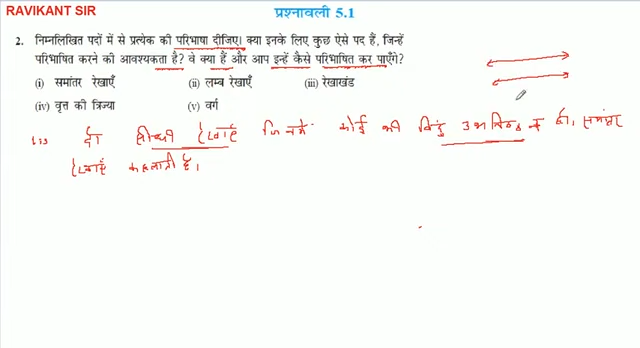 RAVIKANT SIR
प्रश्नावली 5.1
2. निम्नलिखित पदों में से प्रत्येक की परिभाषा दीजिए। क्या इनके लिए कुछ ऐसे पद हैं, जिन्हें
परिभाषित करने की आवश्यकता है? वे क्या हैं और आप इन्हें कैसे परिभाषित कर पाएँगे?
(i) समांतर रेखाएँ (ii) लम्ब रेखाएँ (iii) रेखाखंड
(iv) वृत्त की त्रिज्या (v) वर्ग
(i) दो सीधी रेखाएँ जिनमें कोई भी बिंदु उभयनिष्ठ न हो। समांतर
रेखाएँ कहलाती है।